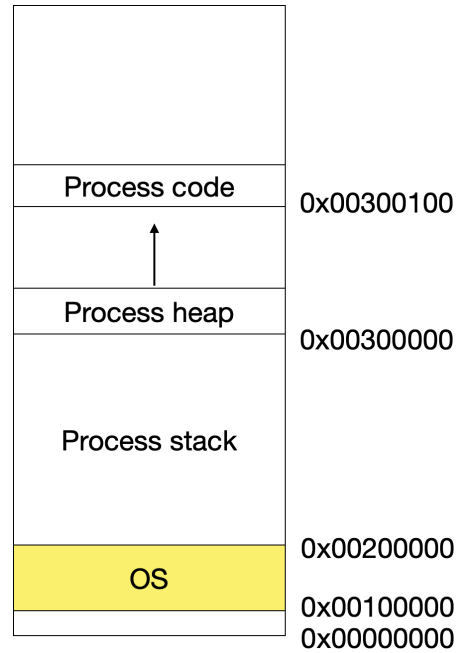 Process code
0x00300100
Process heap
0x00300000
Process stack
0x00200000
OS
0x00100000
0x00000000